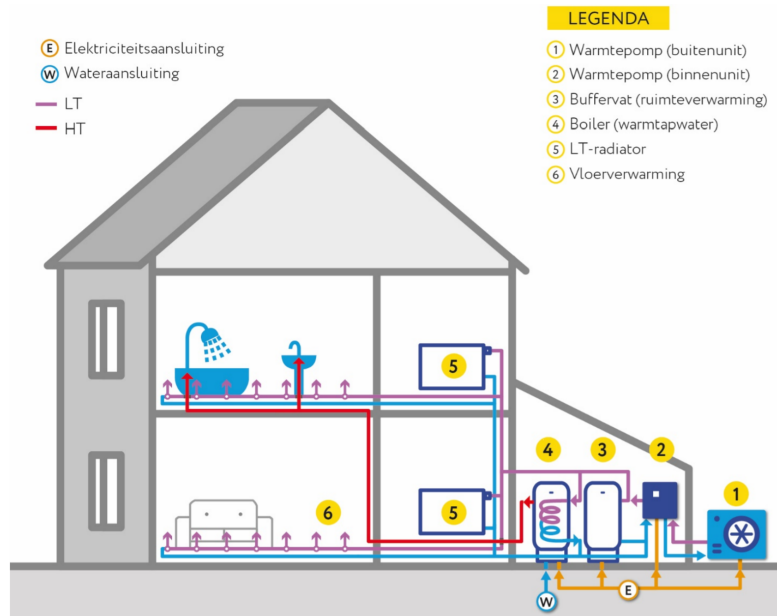 E Elektriciteitsaansluiting
W Wateraansluiting
LT
HT
LEGENDA
1 Warmtepomp (buitenunit)
2 Warmtepomp (binnenunit)
3 Buffervat (ruimteverwarming)
4 Boiler (warmtapwater)
5 LT-radiator
6 Vloerverwarming
5
4
3
2
1
6
5
E
W